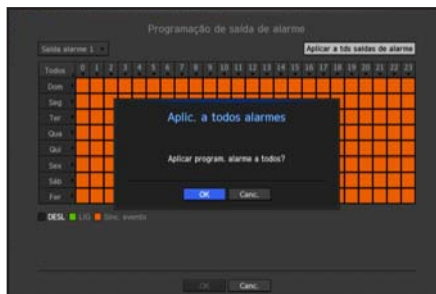 Programação de saída de alarme
Saída alarme 1
Aplicar a tds saídas de alarme
Todos 0 1 2 3 4 5 6 7 8 9 10 11 12 13 14 15 16 17 18 19 20 21 22 23
Dom
Seg
Ter
Qua
Qui
Sex
Sáb
Fer
Aplic. a todos alarmes
Aplicar program. alarme a todos?
OK Canc.
DESL LIG Sinc. evento
OK Canc.